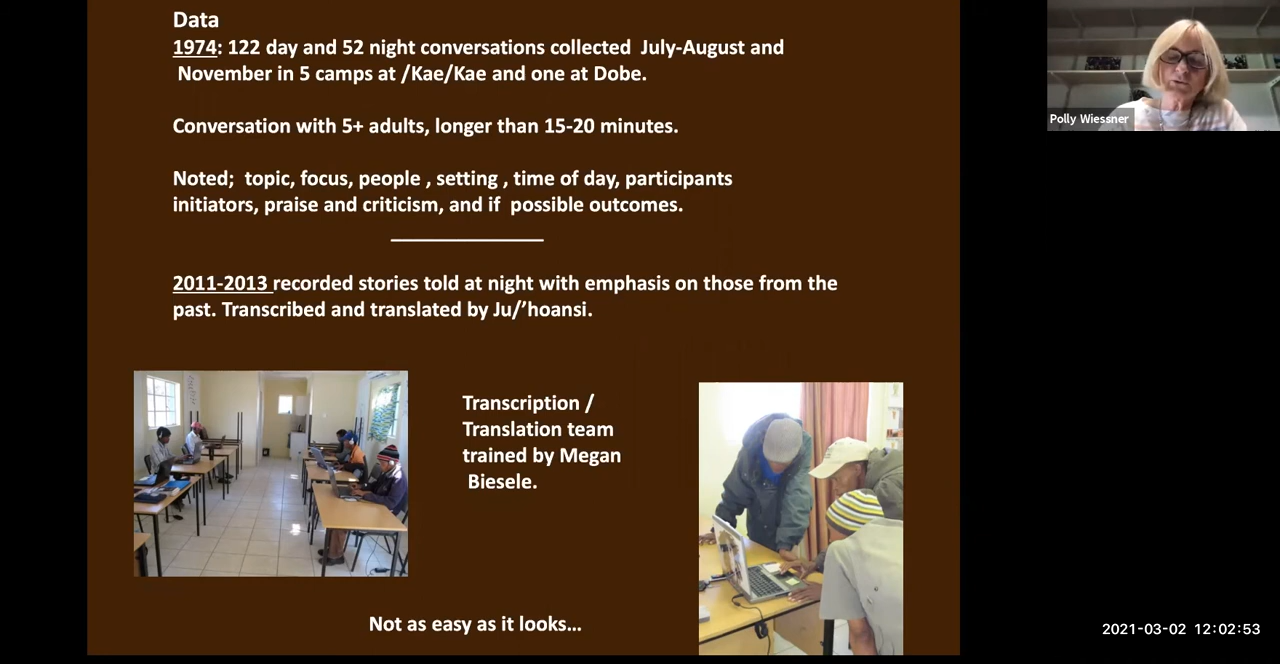 Data
1974: 122 day and 52 night conversations collected  July-August and
November in 5 camps at /Kae/Kae and one at Dobe.
Conversation with 5+ adults, longer than 15-20 minutes.
Noted;  topic, focus, people , setting , time of day, participants
initiators, praise and criticism, and if  possible outcomes.
2011-2013 recorded stories told at night with emphasis on those from the
past. Transcribed and translated by Ju/’hoansi.
Transcription /
Translation team
trained by Megan
Biesele.
Not as easy as it looks…
Polly Wiessner
2021-03-02 12:02:53